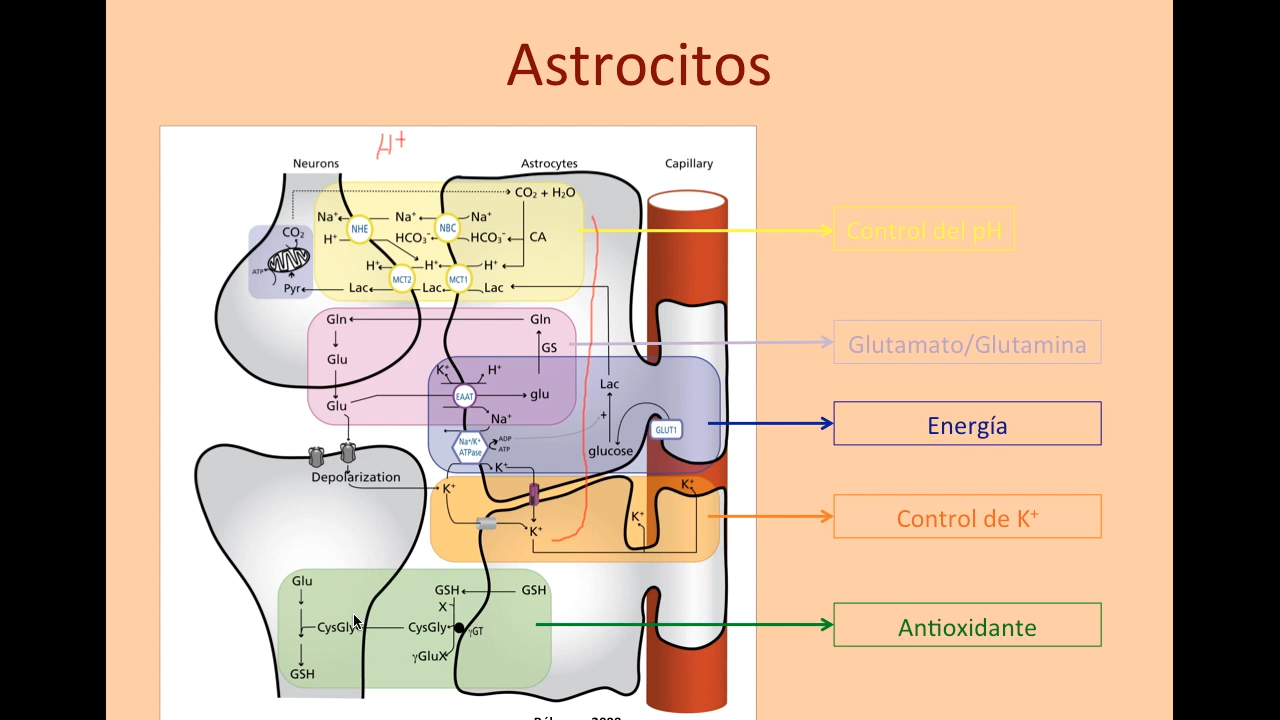 Astrocitos
H+
Neurons Astrocytes Capillary
CO2 + H2O
Na+ Na+ Na+
NHE NBC
CO2
H+ HCO3- HCO3- CA
ATP
H+ H+ H+
MCT2 MCT1
Pyr Lac Lac Lac
Gln Gln
GS
Glu
K+ H+
Lac
EAAT glu
Glu
+
Na+
GLUT1
Na+/K+
ATPase
ADP
ATP
glucose
K+
Depolarization
K+ K+
K+
K+
Glu
GSH GSH
X
CysGly CysGly
γGT
γGluX
GSH
Control del pH
Glutamato/Glutamina
Energía
Control de K+
Antioxidante